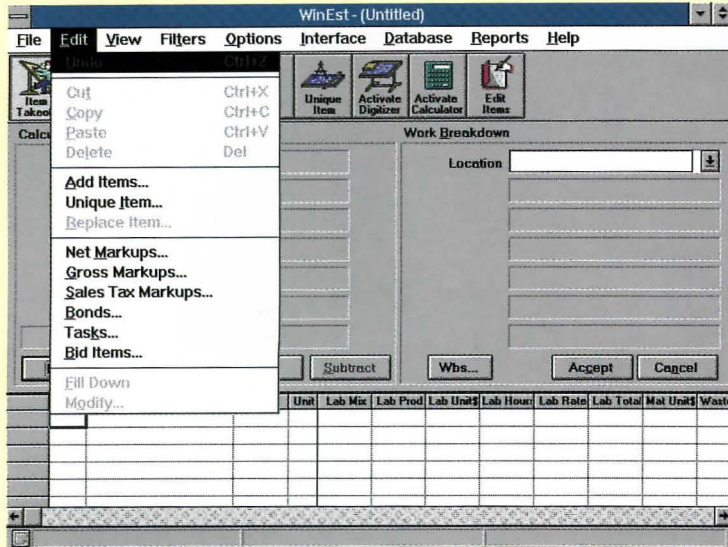 WinEst - (Untitled)
File Edit View Filters Options Interface Database Reports Help
Undo Ctrl+Z
Cut Ctrl+X
Copy Ctrl+C
Paste Ctrl+V
Delete Del
Add Items...
Unique Item...
Replace Item...
Net Markups...
Gross Markups...
Sales Tax Markups...
Bonds...
Tasks...
Bid Items...
Fill Down
Modify...
Item
Unique Item
Activate Digitizer
Activate Calculator
Edit Items
Work Breakdown
Location
Subtract Wbs... Accept Cancel
Unit Lab Mix Lab Prod Lab Unit$ Lab Hours Lab Rate Lab Total Mat Unit$